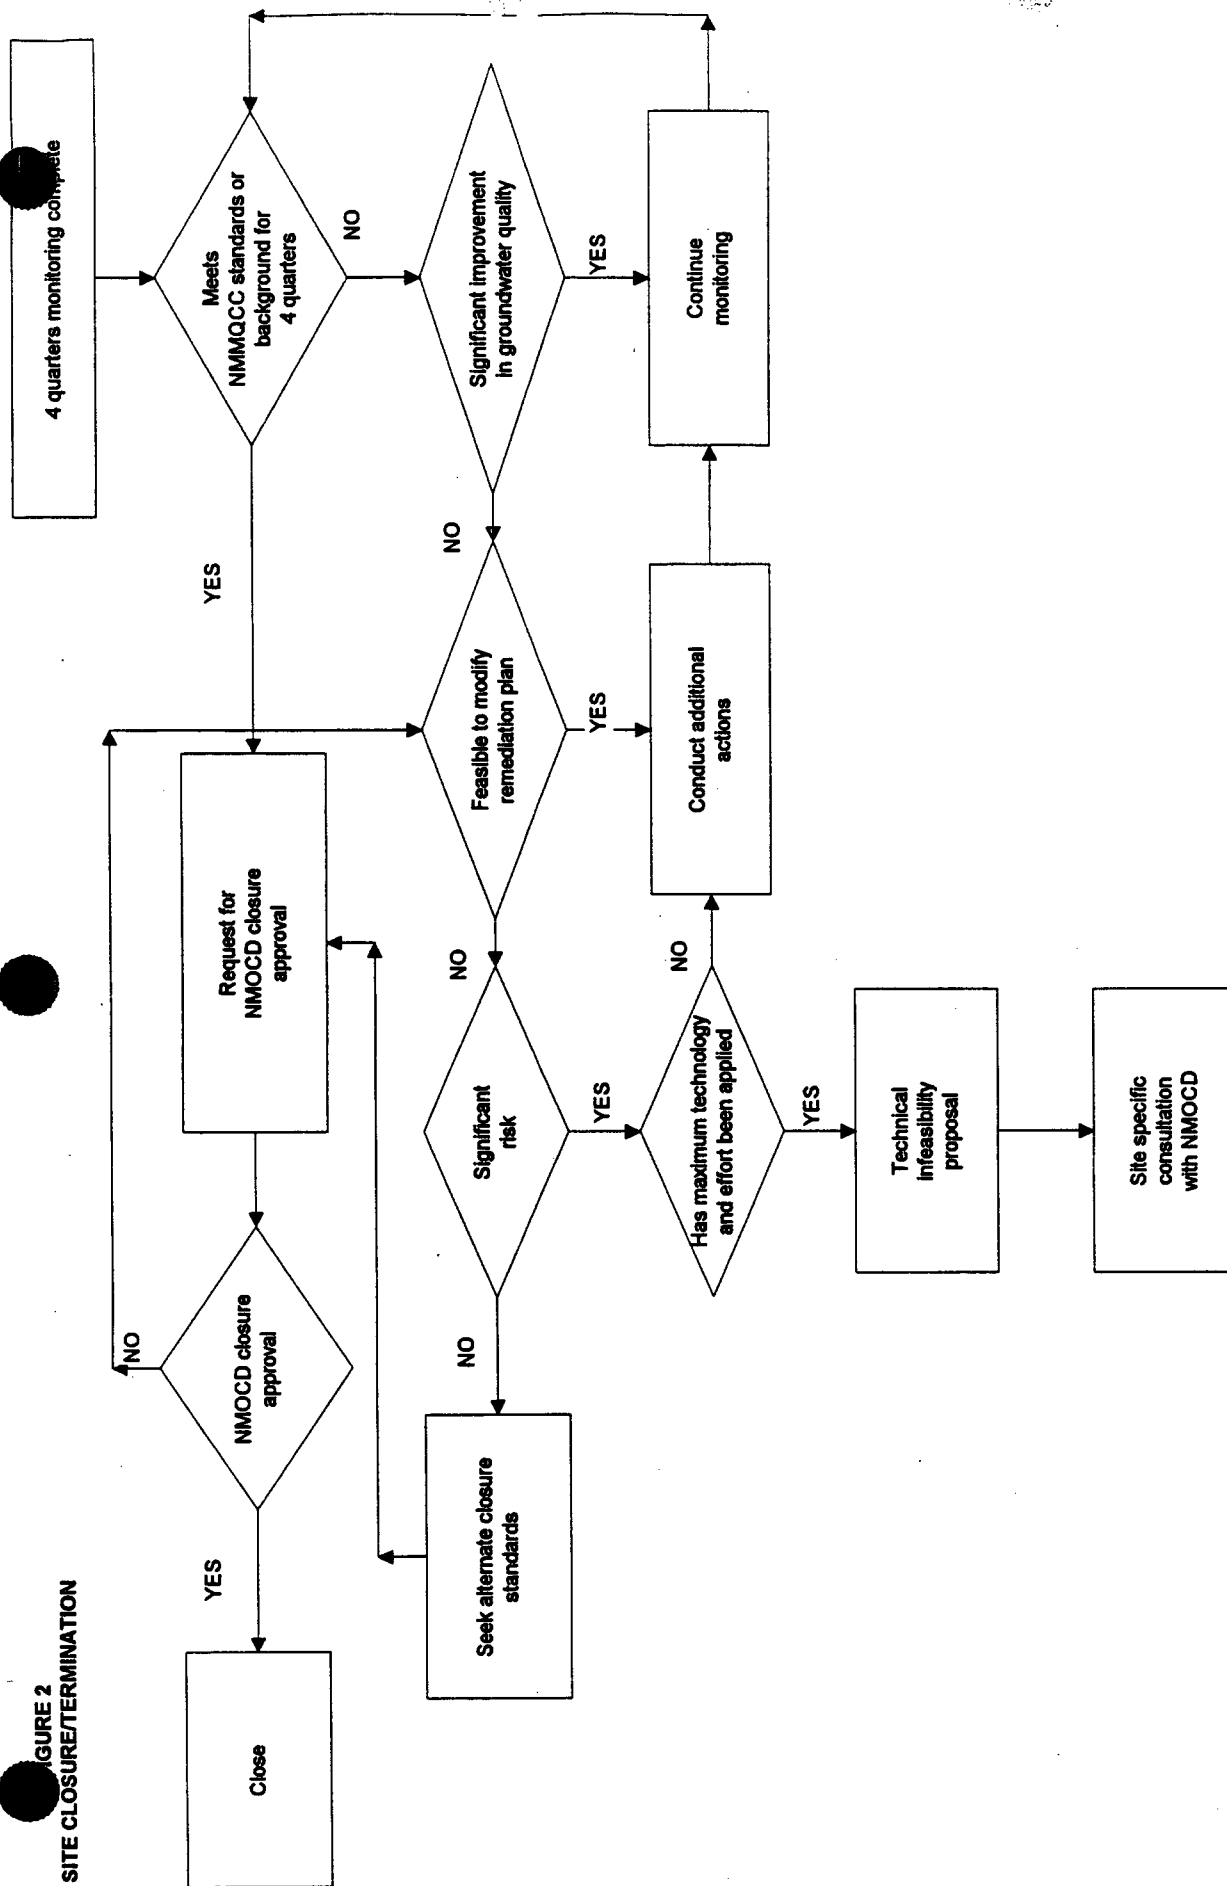 IGURE 2
SITE CLOSURE/TERMINATION
4 quarters monitoring complete
Close
YES
NMOCD closure
approval
NO
Request for
NMOCD closure
approval
YES
Meets
NMMQCC standards or
background for
4 quarters
NO
Seek alternate closure
standards
NO
Significant
risk
NO
Feasible to modify
remediation plan
NO
Significant improvement
in groundwater quality
YES
YES
YES
Has maximum technology
and effort been applied
NO
Conduct additional
actions
Continue
monitoring
YES
Technical
infeasibility
proposal
Site specific
consultation
with NMOCD